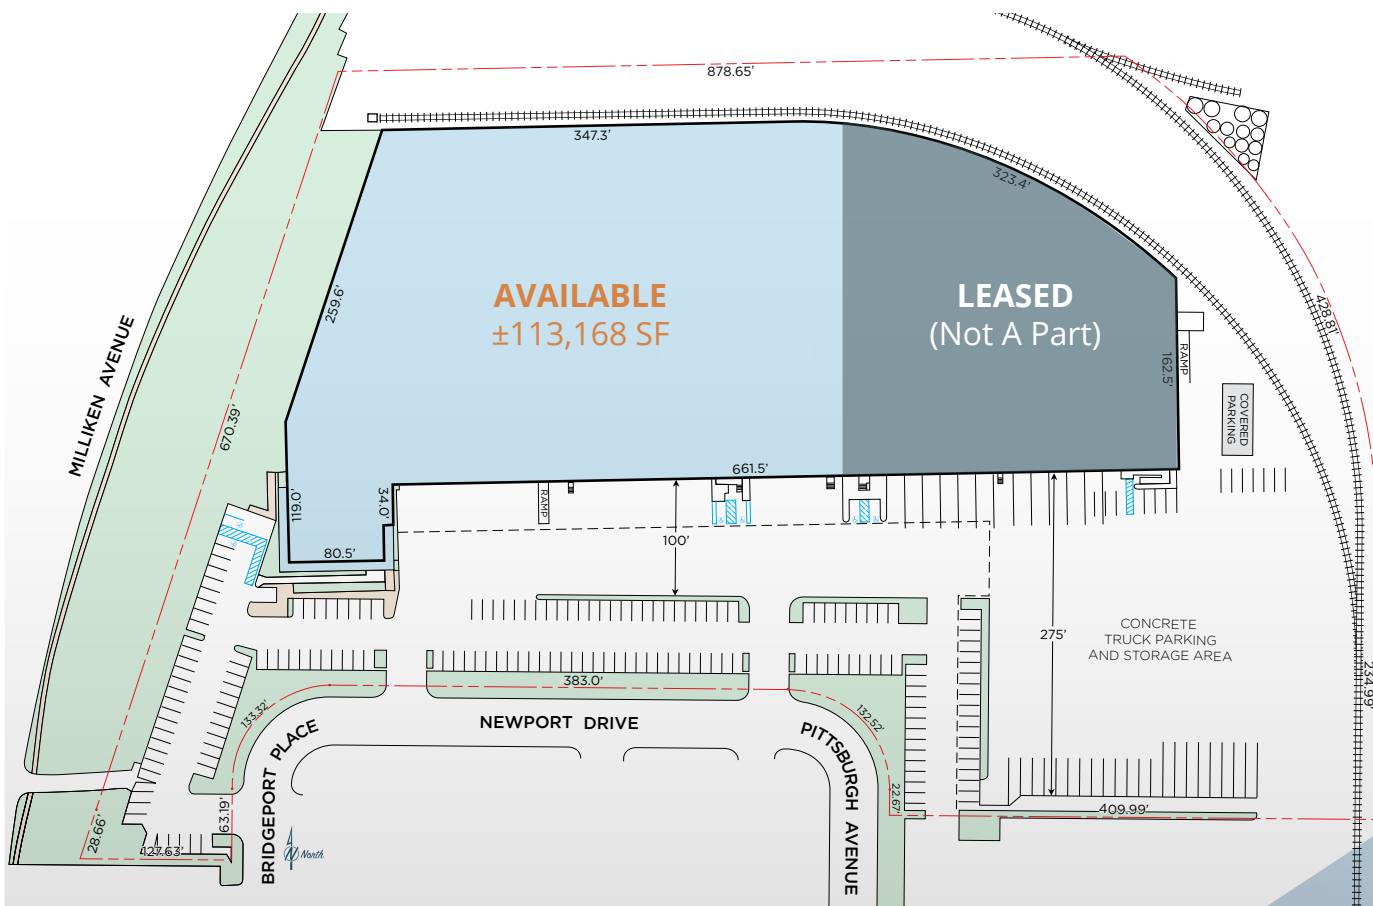 878.65'
347.3'
323.4'
259.6'
AVAILABLE
±113,168 SF
LEASED
(Not A Part)
428.81'
RAMP
162.5'
COVERED
PARKING
MILLIKEN AVENUE
670.39'
661.5'
119.0'
34.0'
RAMP
80.5'
100'
275'
CONCRETE
TRUCK PARKING
AND STORAGE AREA
234.99'
383.0'
133.32'
132.52'
NEWPORT DRIVE
BRIDGEPORT PLACE
PITTSBURGH AVENUE
22.67'
409.99'
63.19'
28.66'
127.63'
N North